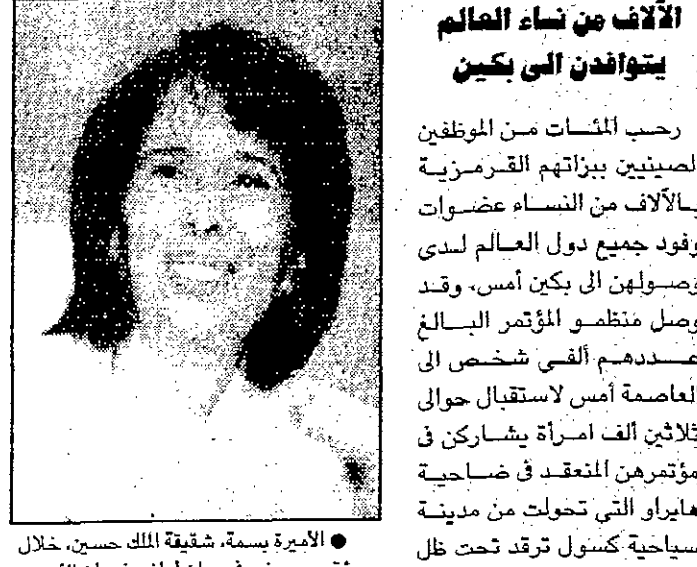 الآلاف من نساء العالم
يتوافدن الى بكين
رحب المئات من الموظفين
لصينيين ببزاتهم القرمزية
بالآلاف من النساء عضوات
وفود جميع دول العالم لدى
وصولهن الى بكين أمس، وقد
وصل منظمو المؤتمر البالغ
عددهم ألفي شخص الى
لعاصمة أمس لاستقبال حوالى
ثلاثين ألف امرأة يشاركن في
مؤتمرهن المنعقد في ضاحية
هايراو التي تحولت من مدينة
سياحية كسول ترقد تحت ظل
● الأميرة بسمة، شقيقة الملك حسين، خلال